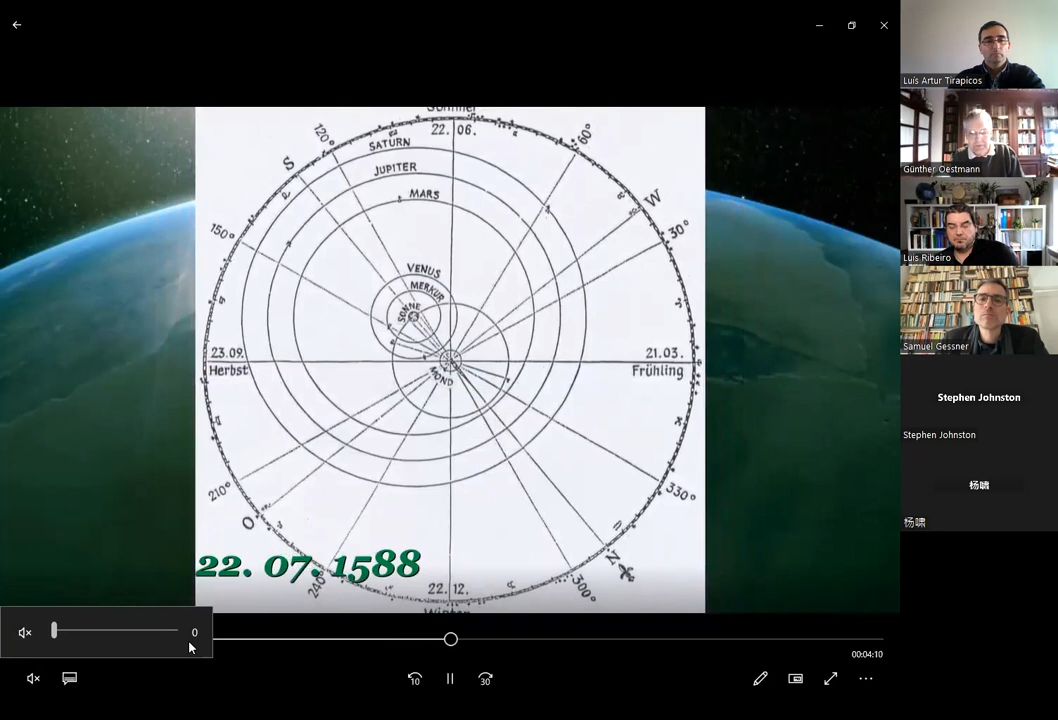 Sommer
22. 06.
120°
60°
S
SATURN
JUPITER
MARS
W
150°
30°
VENUS
MERKUR
SONNE
23.09.
Herbst
21.03.
Frühling
MOND
210°
330°
O
N
22. 07. 1588
240°
22. 12.
300°
Winter
0
00:04:10
10
30
Luís Artur Tirapicos
Günther Oestmann
Luís Ribeiro
Samuel Gessner
Stephen Johnston
Stephen Johnston
杨啸
杨啸